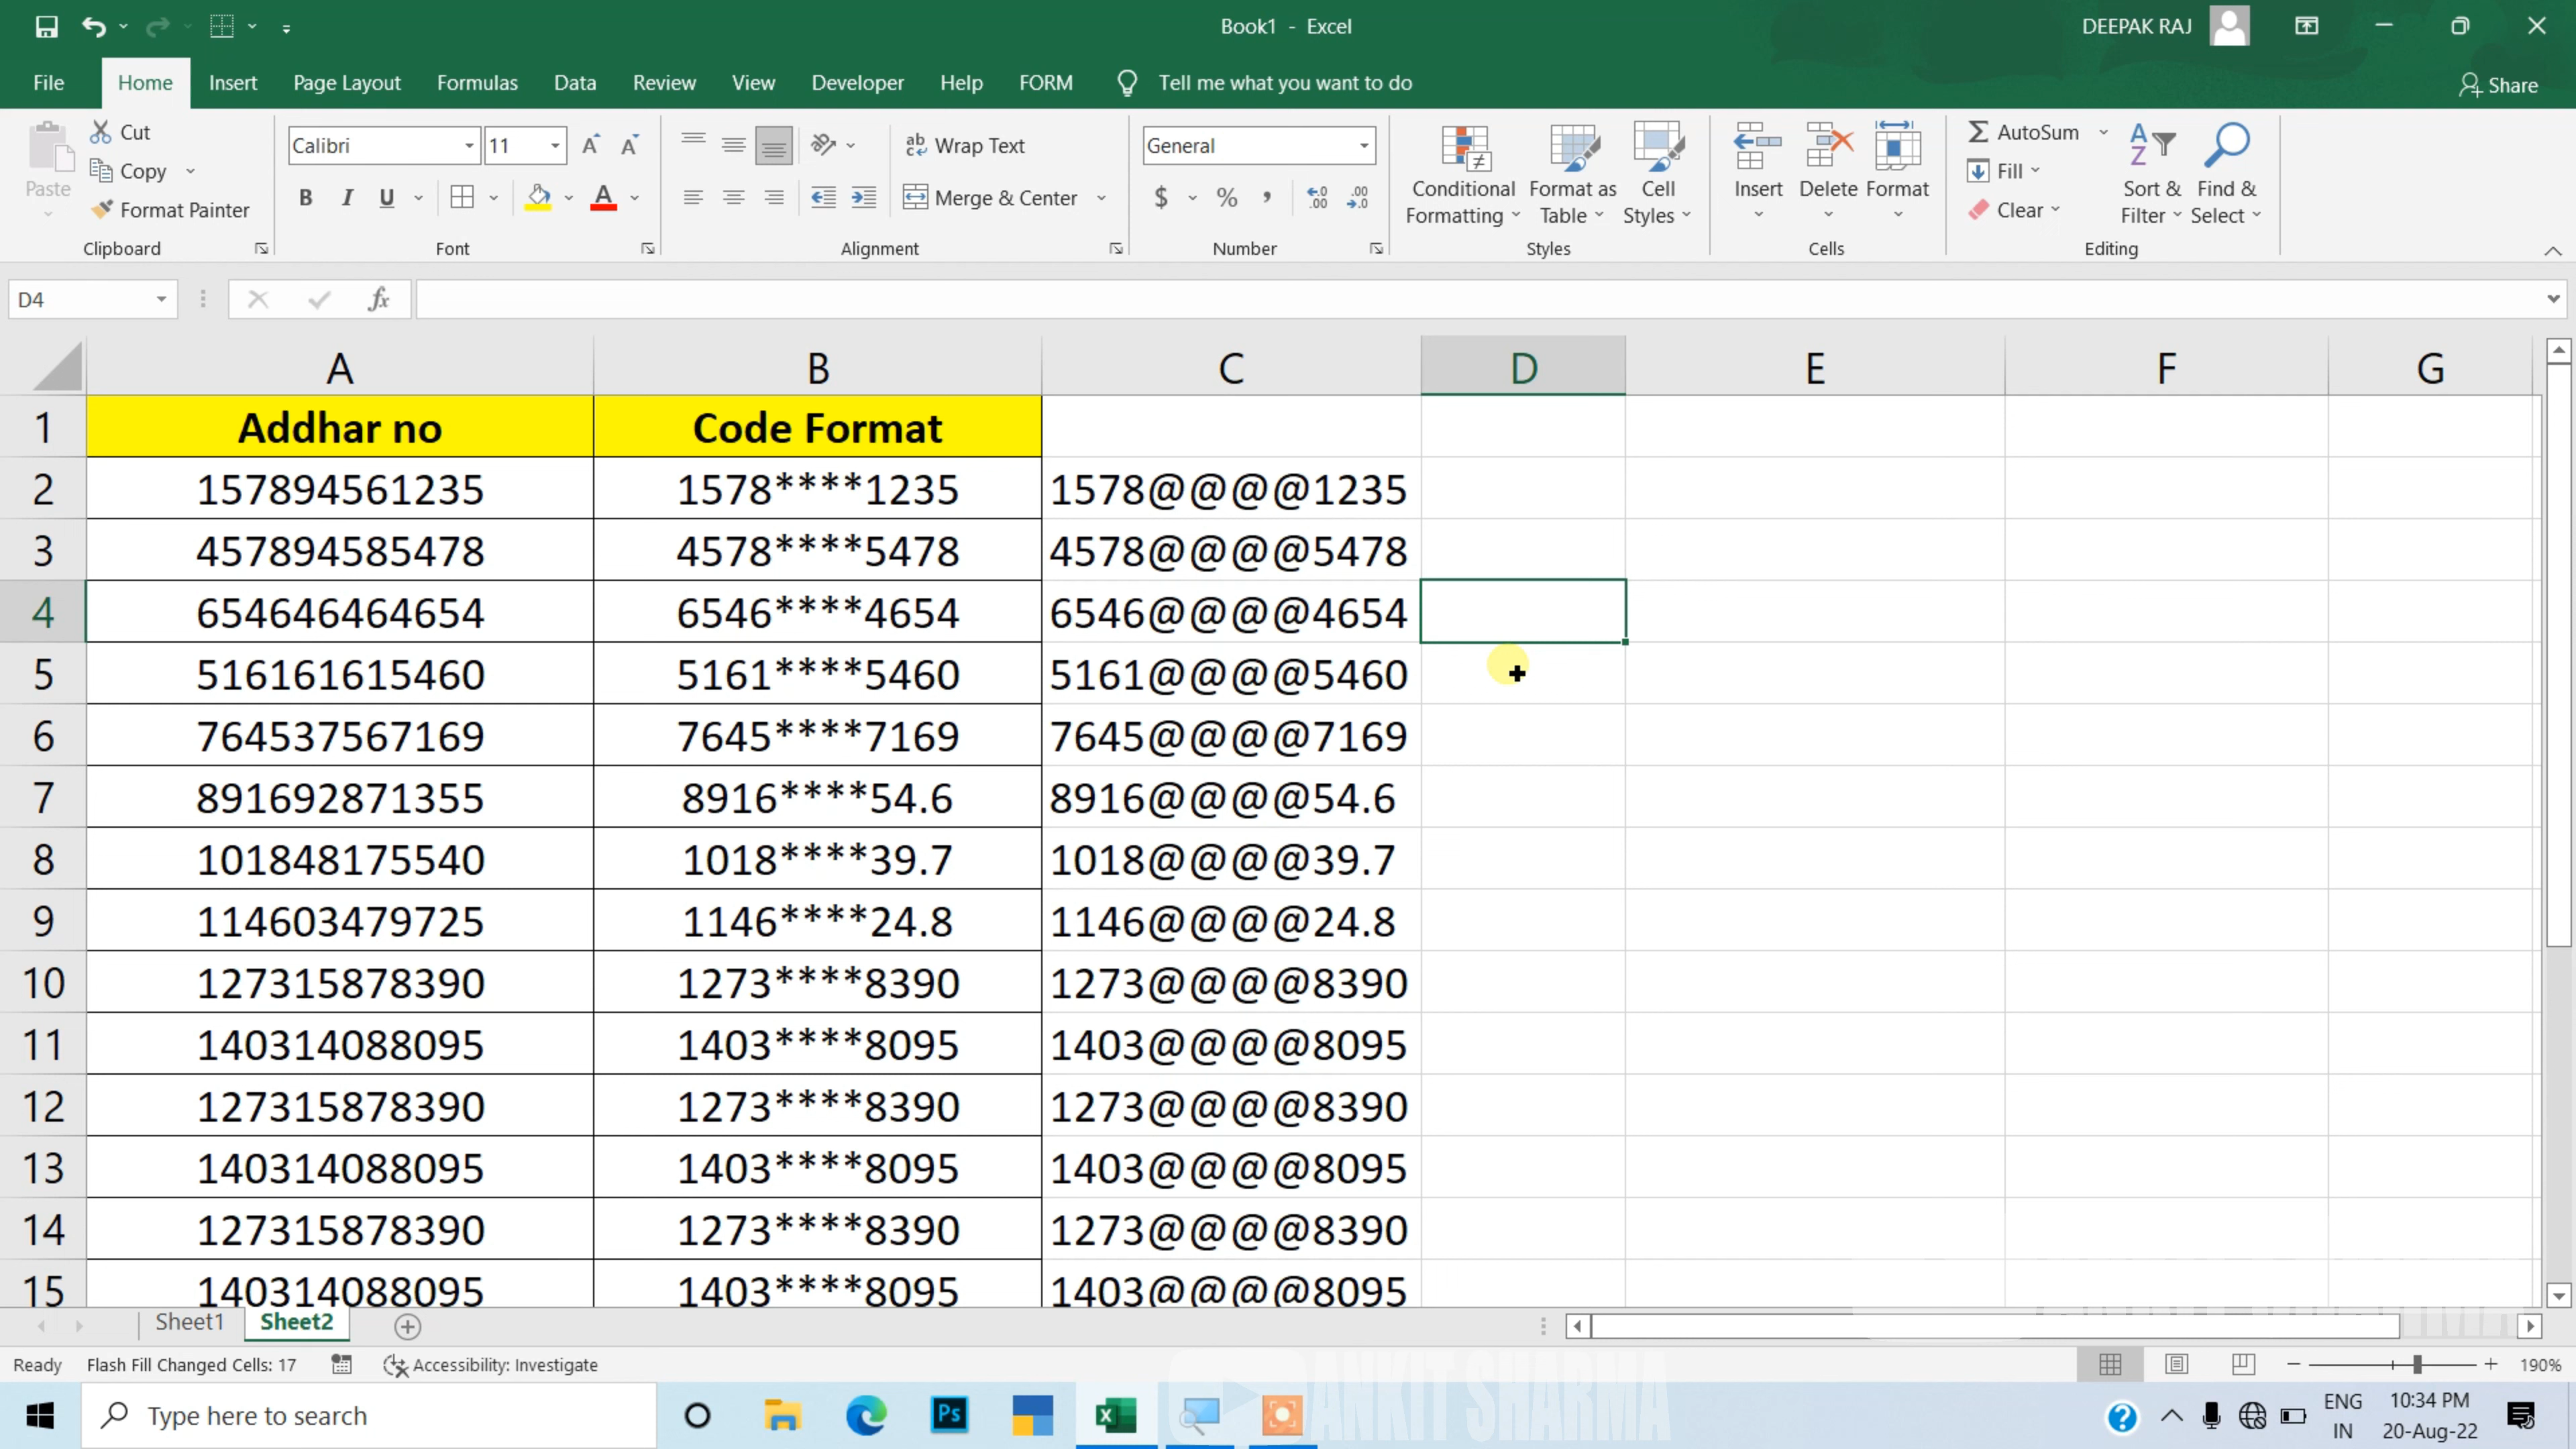 Book1 - Excel
DEEPAK RAJ
File Home Insert Page Layout Formulas Data Review View Developer Help FORM Tell me what you want to do Share
Paste
Cut
Copy
Format Painter
Clipboard
Calibri 11
B I U A
Font
ab Wrap Text
Merge & Center
Alignment
General
$ % ,
Number
Conditional Formatting
Format as Table
Cell Styles
Styles
Insert Delete Format
Cells
AutoSum
Fill
Clear
Sort & Filter
Find & Select
Editing
D4 fx
A B C D E F G
1 Addhar no Code Format
2 157894561235 1578****1235 1578@@@@1235
3 457894585478 4578****5478 4578@@@@5478
4 654646464654 6546****4654 6546@@@@4654
5 516161615460 5161****5460 5161@@@@5460
6 764537567169 7645****7169 7645@@@@7169
7 891692871355 8916****54.6 8916@@@@54.6
8 101848175540 1018****39.7 1018@@@@39.7
9 114603479725 1146****24.8 1146@@@@24.8
10 127315878390 1273****8390 1273@@@@8390
11 140314088095 1403****8095 1403@@@@8095
12 127315878390 1273****8390 1273@@@@8390
13 140314088095 1403****8095 1403@@@@8095
14 127315878390 1273****8390 1273@@@@8390
15 140314088095 1403****8095 1403@@@@8095
Sheet1 Sheet2
Ready Flash Fill Changed Cells: 17 Accessibility: Investigate 190%
ANKIT SHARMA
Type here to search
Ps
ENG
IN
10:34 PM
20-Aug-22